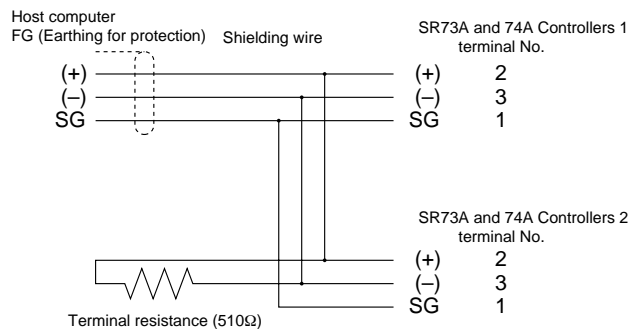 Host computer
FG (Earthing for protection)
Shielding wire
SR73A and 74A Controllers 1
terminal No.
(+) (+) 2
(–) (–) 3
SG SG 1
SR73A and 74A Controllers 2
terminal No.
(+) 2
(–) 3
SG 1
Terminal resistance (510Ω)